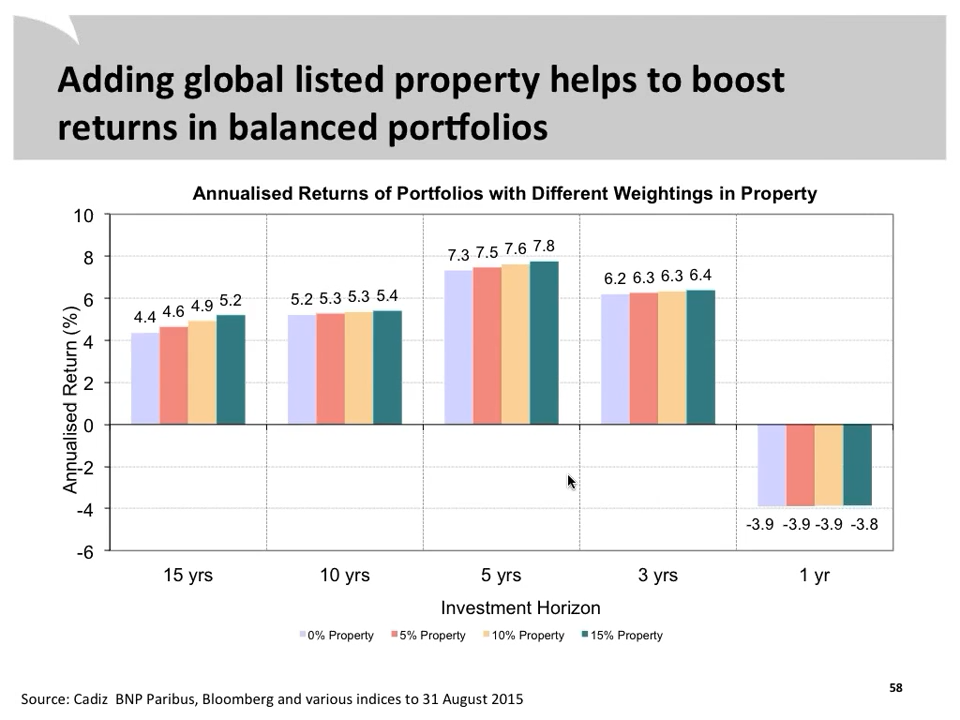 Adding global listed property helps to boost
returns in balanced portfolios
Annualised Returns of Portfolios with Different Weightings in Property
Annualised Return (%)
10
8
6
4
2
0
-2
-4
-6
4.4 4.6 4.9 5.2
5.2 5.3 5.3 5.4
7.3 7.5 7.6 7.8
6.2 6.3 6.3 6.4
-3.9 -3.9 -3.9 -3.8
15 yrs 10 yrs 5 yrs 3 yrs 1 yr
Investment Horizon
0% Property 5% Property 10% Property 15% Property
Source: Cadiz BNP Paribus, Bloomberg and various indices to 31 August 2015
58